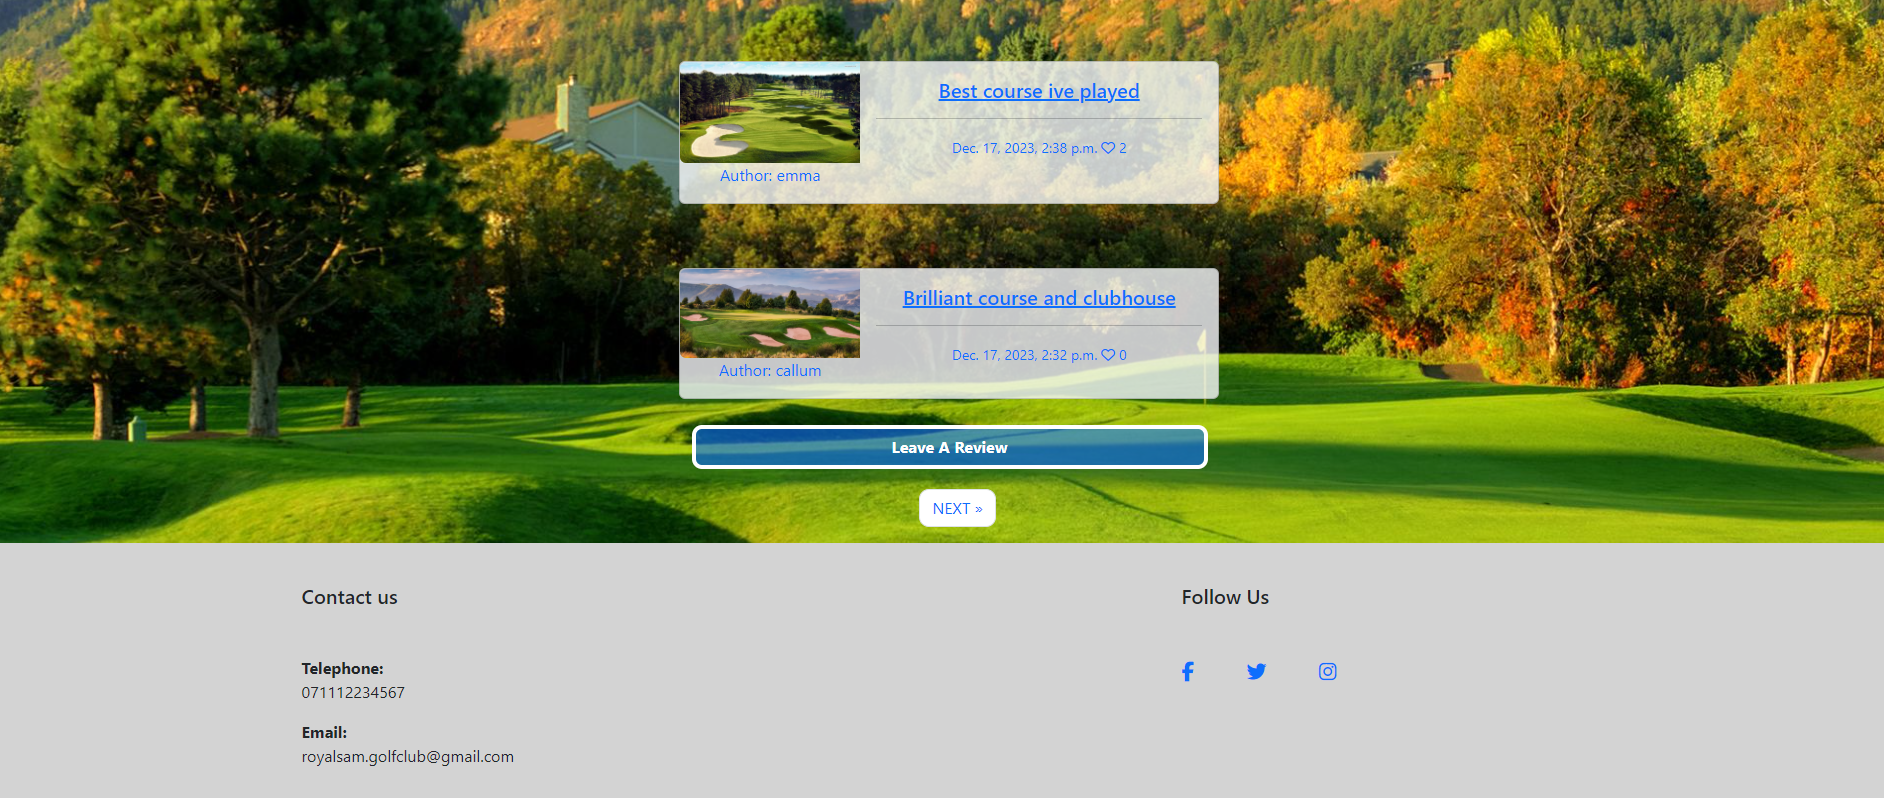 Best course ive played
Dec. 17, 2023, 2:38 p.m. 2
Author: emma
Brilliant course and clubhouse
Dec. 17, 2023, 2:32 p.m. 0
Author: callum
Leave A Review
NEXT »
Contact us
Telephone:
071112234567
Email:
royalsam.golfclub@gmail.com
Follow Us